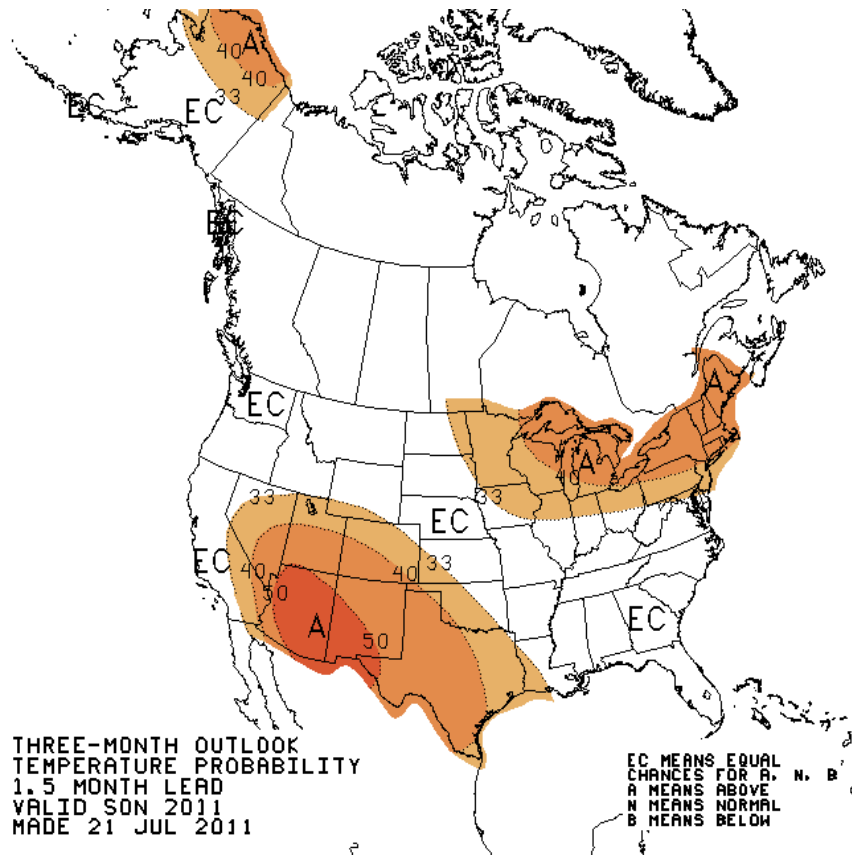 A
40
40
33
EC
EC
EC
A
EC
A
40
33
33
EC
EC
33
40
40
50
A
50
EC
THREE-MONTH OUTLOOK
TEMPERATURE PROBABILITY
1.5 MONTH LEAD
VALID SON 2011
MADE 21 JUL 2011
EC MEANS EQUAL
CHANCES FOR A, N, B
A MEANS ABOVE
N MEANS NORMAL
B MEANS BELOW